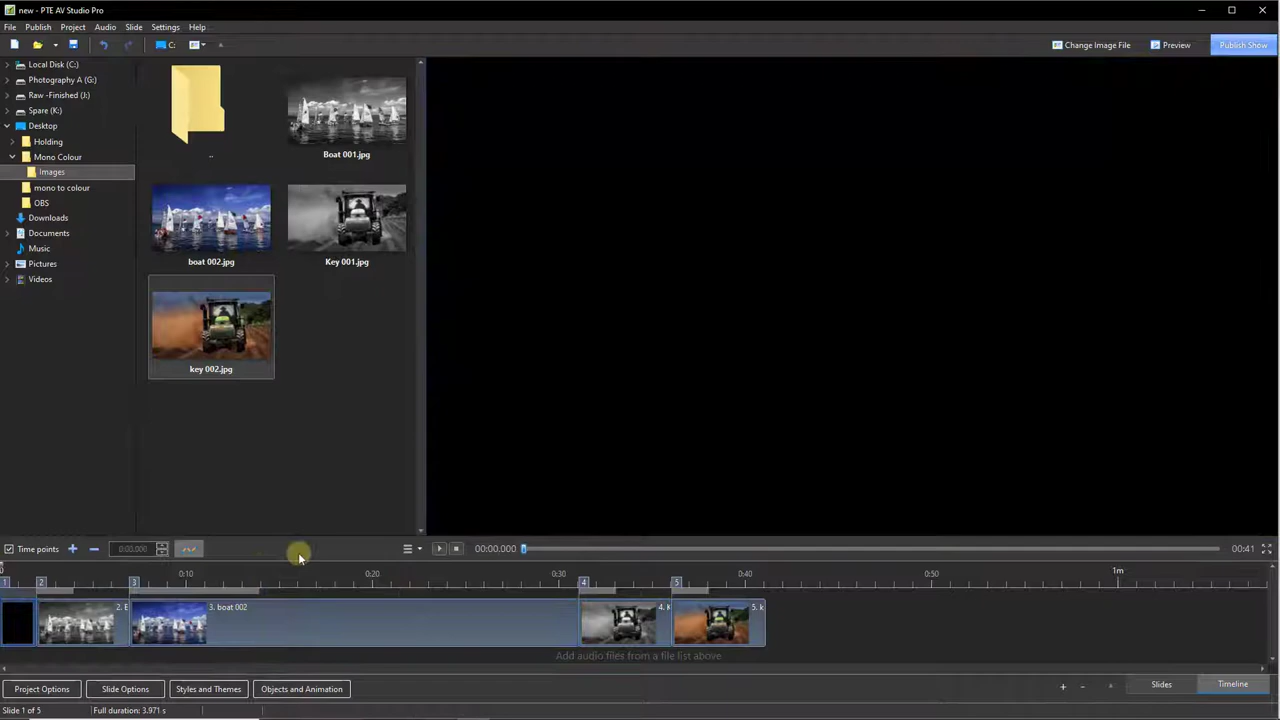 new - PTE AV Studio Pro
File Publish Project Audio Slide Settings Help
C:
Change Image File Preview Publish Show
Local Disk (C:)
Photography A (G:)
Raw -Finished (J:)
Spare (K:)
Desktop
Holding
Mono Colour
Images
mono to colour
OBS
Downloads
Documents
Music
Pictures
Videos
..
Boat 001.jpg
boat 002.jpg
Key 001.jpg
key 002.jpg
Time points
0:00.000
00:00.000
00:41
0:10 0:20 0:30 0:40 0:50 1m
1 2 3 4 5
2. E
3. boat 002
4. K
5. k
Add audio files from a file list above
Project Options Slide Options Styles and Themes Objects and Animation
Slides Timeline
Slide 1 of 5 Full duration: 3.971 s